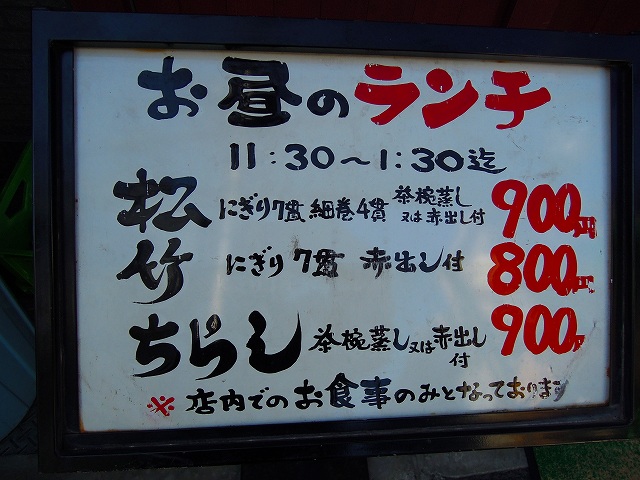 お昼のランチ
11:30～1:30迄
松 にぎり7貫 細巻4貫 茶椀蒸し又は赤出し付 900円
竹 にぎり7貫 赤出し付 800円
ちらし 茶椀蒸し又は赤出し付 900円
※店内でのお食事のみとなっております